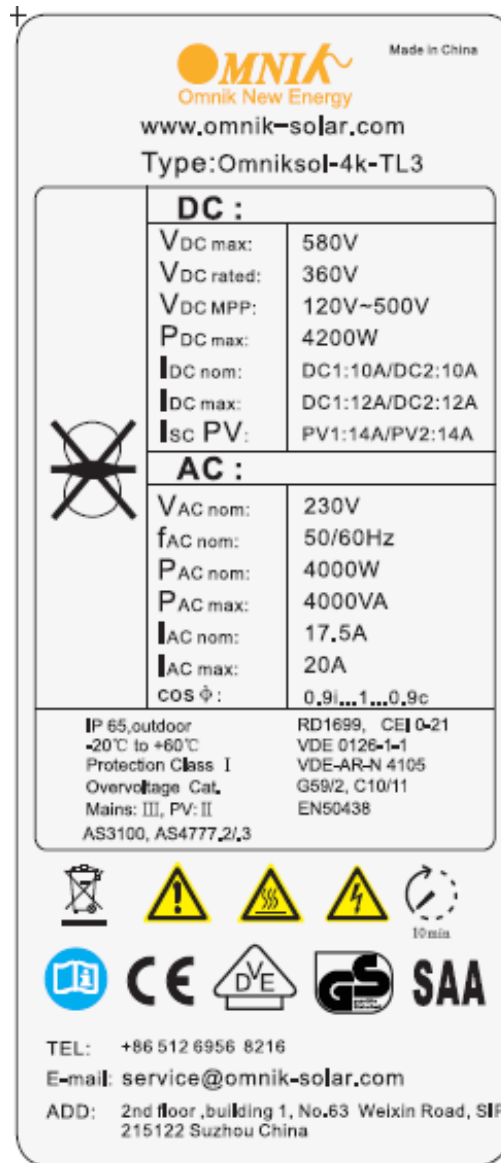 OMNIK
Made in China
Omnik New Energy
www.omnik-solar.com
Type:Omniksol-4k-TL3
DC :
VDC max: 580V
VDC rated: 360V
VDC MPP: 120V~500V
PDC max: 4200W
IDC nom: DC1:10A/DC2:10A
IDC max: DC1:12A/DC2:12A
Isc PV: PV1:14A/PV2:14A
AC :
VAC nom: 230V
fAC nom: 50/60Hz
PAC nom: 4000W
PAC max: 4000VA
IAC nom: 17.5A
IAC max: 20A
cos ϕ: 0.9i...1...0.9c
IP 65,outdoor RD1699, CEI 0-21
-20℃ to +60℃ VDE 0126-1-1
Protection Class I VDE-AR-N 4105
Overvoltage Cat. G59/2, C10/11
Mains: III, PV: II EN50438
AS3100, AS4777.2/.3
10min
CE DVE GS SAA
TEL: +86 512 6956 8216
E-mail: service@omnik-solar.com
ADD: 2nd floor ,building 1, No.63 Weixin Road, SIP
215122 Suzhou China